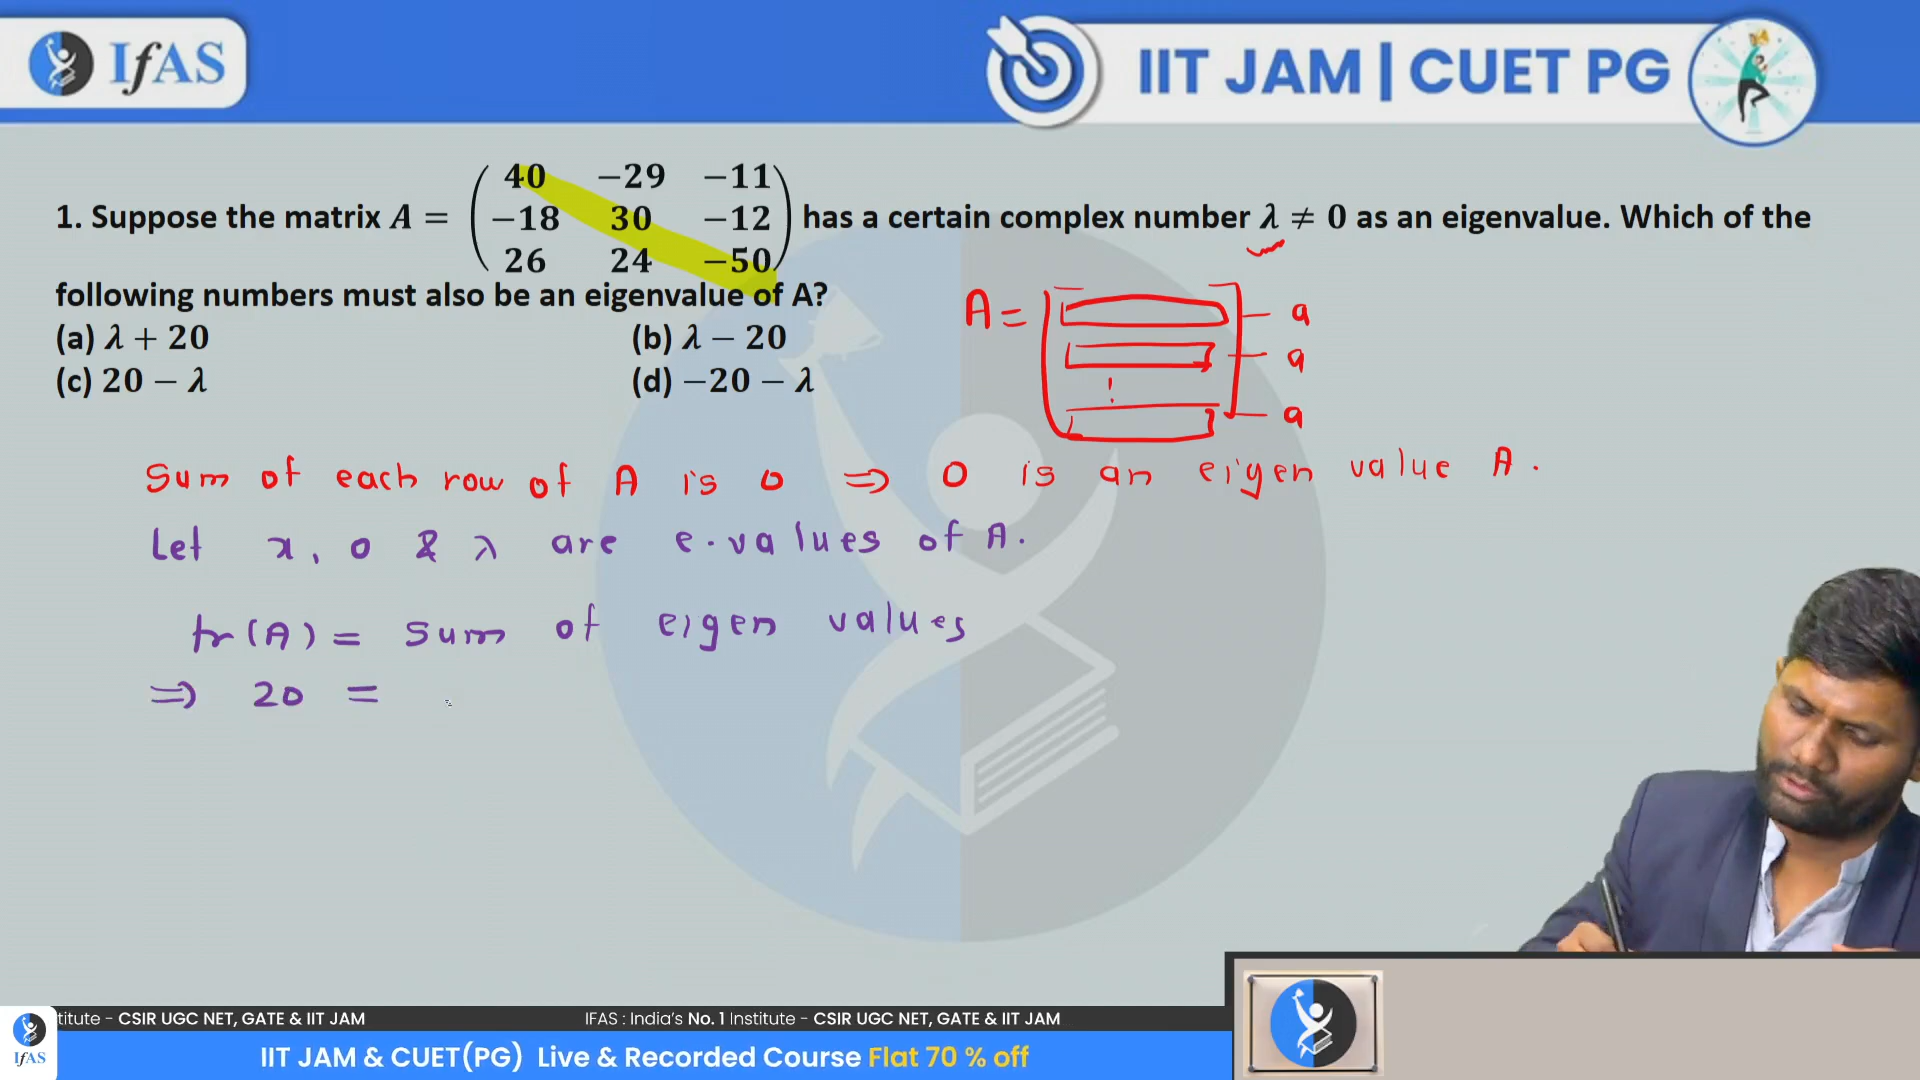 IfAS
IIT JAM | CUET PG
1. Suppose the matrix A = ( 40 −29 −11
−18 30 −12
26 24 −50 ) has a certain complex number λ ≠ 0 as an eigenvalue. Which of the
following numbers must also be an eigenvalue of A?
(a) λ + 20 (b) λ − 20
(c) 20 − λ (d) −20 − λ
A = [ ] – a
– a
– a
Sum of each row of A is 0 ⇒ 0 is an eigen value A.
Let x, 0 & λ are e.values of A.
tr(A) = sum of eigen values
⇒ 20 =
titute - CSIR UGC NET, GATE & IIT JAM IFAS : India's No. 1 Institute - CSIR UGC NET, GATE & IIT JAM
IfAS
IIT JAM & CUET(PG) Live & Recorded Course Flat 70 % off